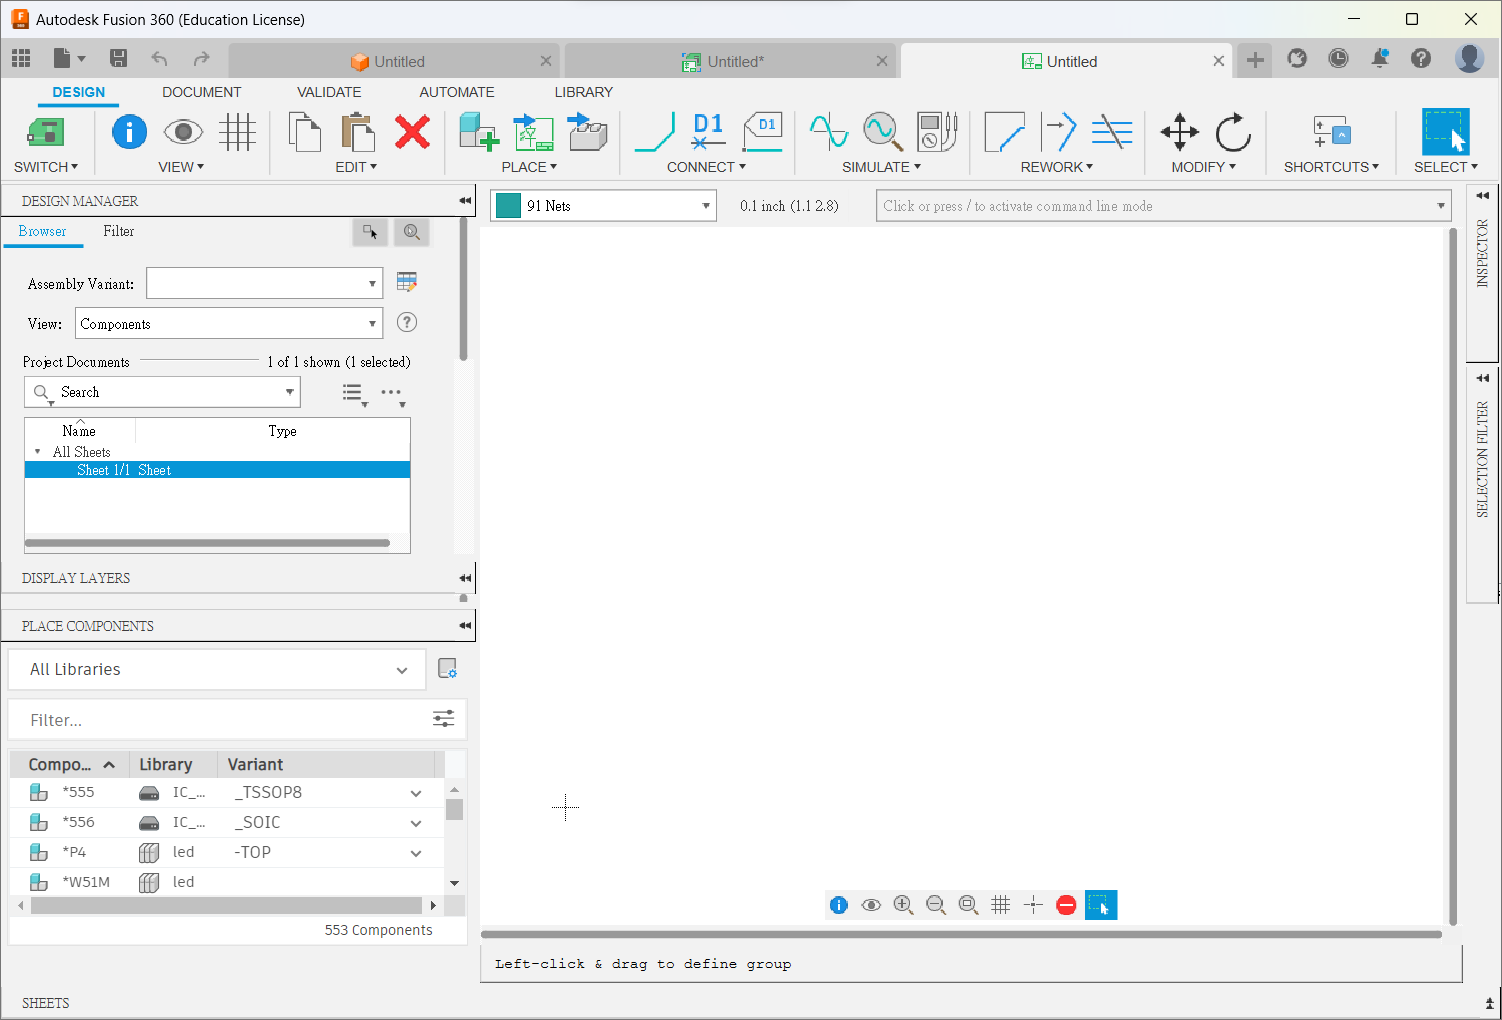 Autodesk Fusion 360 (Education License)
Untitled
Untitled*
Untitled
DESIGN DOCUMENT VALIDATE AUTOMATE LIBRARY
D1 D1
SWITCH VIEW EDIT PLACE CONNECT SIMULATE REWORK MODIFY SHORTCUTS SELECT
DESIGN MANAGER
91 Nets
0.1 inch (1.1 2.8)
Click or press / to activate command line mode
Browser Filter
Assembly Variant:
View: Components
Project Documents 1 of 1 shown (1 selected)
Search
Name Type
All Sheets
Sheet 1/1 Sheet
DISPLAY LAYERS
PLACE COMPONENTS
All Libraries
Filter...
Compo... Library Variant
*555 IC_... _TSSOP8
*556 IC_... _SOIC
*P4 led -TOP
*W51M led
553 Components
Left-click & drag to define group
SHEETS
INSPECTOR
SELECTION FILTER